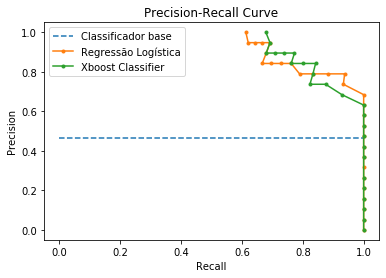 Precision-Recall Curve
Classificador base
Regressão Logística
Xboost Classifier
Precision
1.0
0.8
0.6
0.4
0.2
0.0
0.0 0.2 0.4 0.6 0.8 1.0
Recall